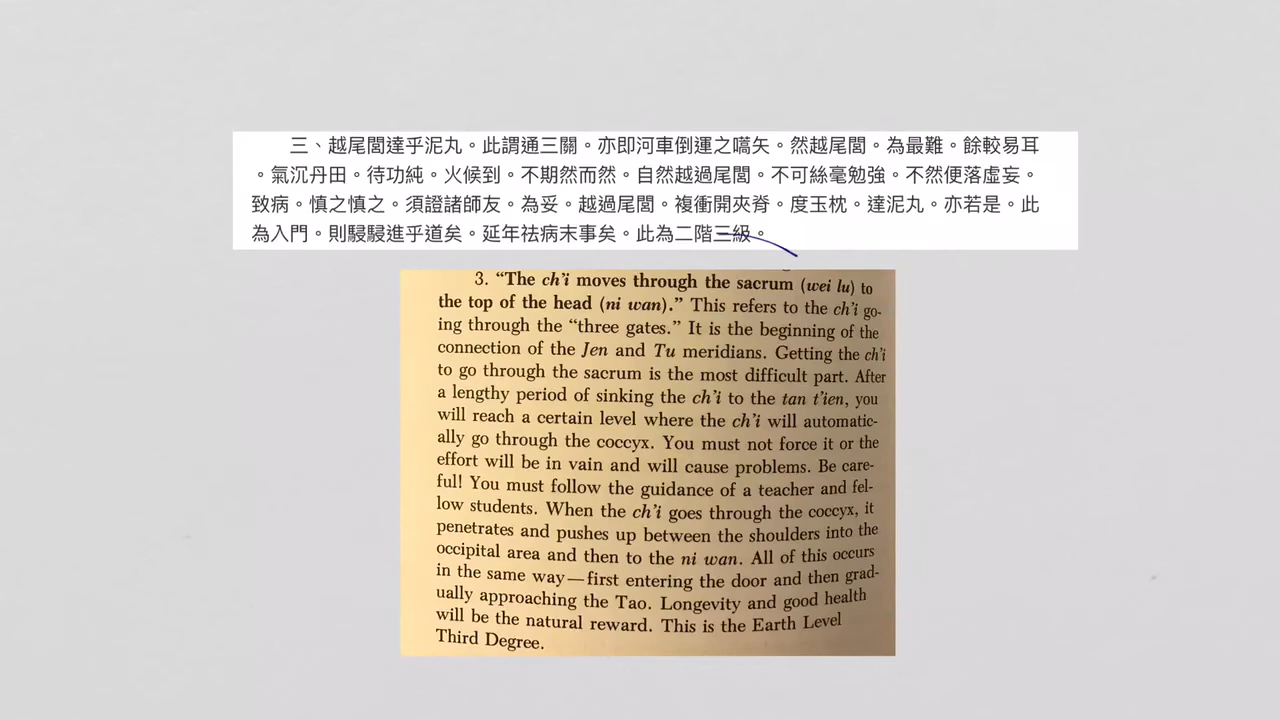 三、越尾閭達乎泥丸。此謂通三關。亦即河車倒運之嚆矢。然越尾閭。為最難。餘較易耳
。氣沉丹田。待功純。火候到。不期然而然。自然越過尾閭。不可絲毫勉強。不然便落虛妄。
致病。慎之慎之。須證諸師友。為妥。越過尾閭。複衝開夾脊。度玉枕。達泥丸。亦若是。此
為入門。則駸駸進乎道矣。延年祛病末事矣。此為二階三級。
3. “The ch’i moves through the sacrum (wei lu) to
the top of the head (ni wan).” This refers to the ch’i go-
ing through the “three gates.” It is the beginning of the
connection of the Jen and Tu meridians. Getting the ch’i
to go through the sacrum is the most difficult part. After
a lengthy period of sinking the ch’i to the tan t’ien, you
will reach a certain level where the ch’i will automatic-
ally go through the coccyx. You must not force it or the
effort will be in vain and will cause problems. Be care-
ful! You must follow the guidance of a teacher and fel-
low students. When the ch’i goes through the coccyx, it
penetrates and pushes up between the shoulders into the
occipital area and then to the ni wan. All of this occurs
in the same way—first entering the door and then grad-
ually approaching the Tao. Longevity and good health
will be the natural reward. This is the Earth Level
Third Degree.